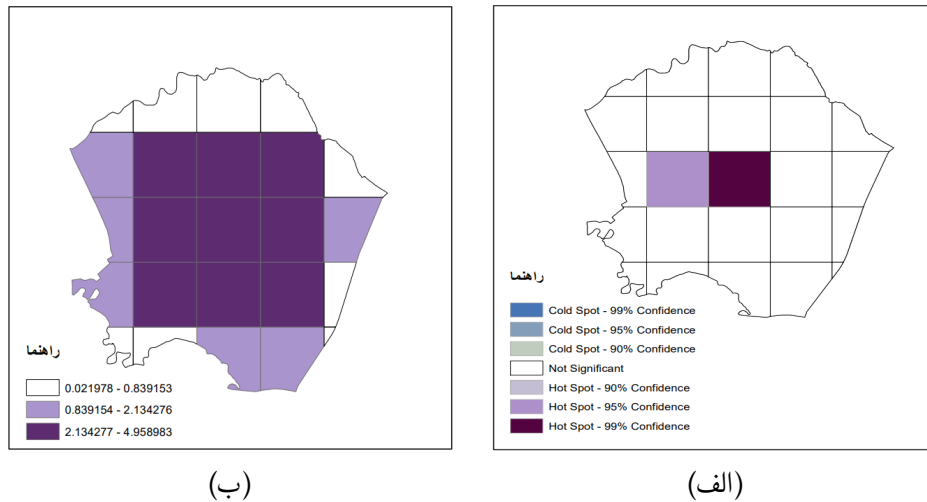 راهنما
0.021978 - 0.839153
0.839154 - 2.134276
2.134277 - 4.958983
(ب)
راهنما
Cold Spot - 99% Confidence
Cold Spot - 95% Confidence
Cold Spot - 90% Confidence
Not Significant
Hot Spot - 90% Confidence
Hot Spot - 95% Confidence
Hot Spot - 99% Confidence
(الف)